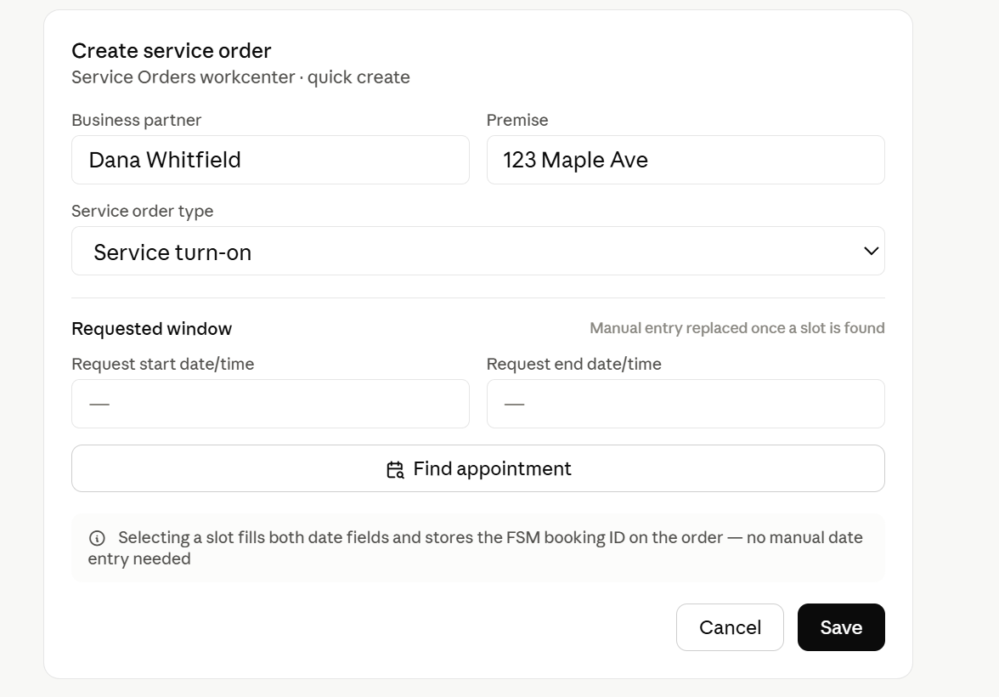 Create service order
Service Orders workcenter · quick create
Business partner
Premise
Dana Whitfield
123 Maple Ave
Service order type
Service turn-on
Requested window
Manual entry replaced once a slot is found
Request start date/time
Request end date/time
—
—
Find appointment
Selecting a slot fills both date fields and stores the FSM booking ID on the order — no manual date
entry needed
Cancel
Save